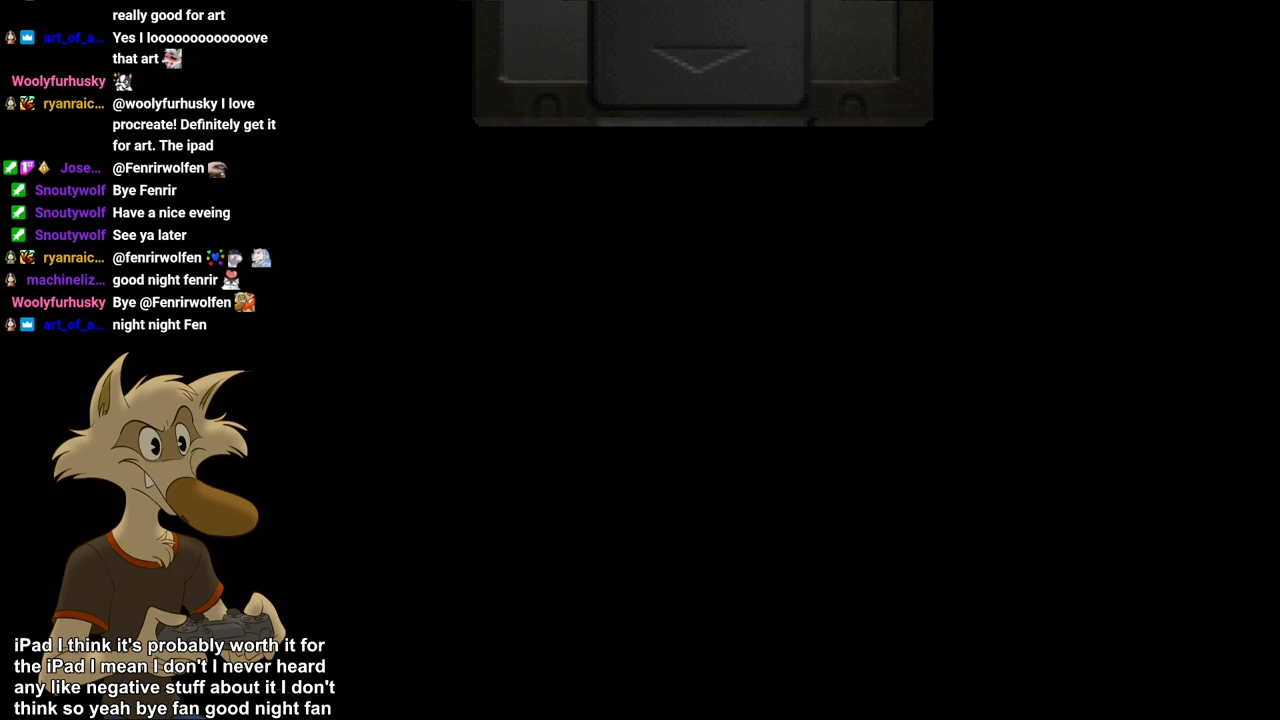 really good for art
art_of_a... Yes I looooooooooooove
that art
Woolyfurhusky
ryanraic... @woolyfurhusky I love
procreate! Definitely get it
for art. The ipad
Jose... @Fenrirwolfen
Snoutywolf Bye Fenrir
Snoutywolf Have a nice eveing
Snoutywolf See ya later
ryanraic... @fenrirwolfen
machineliz... good night fenrir
Woolyfurhusky Bye @Fenrirwolfen
art_of_a... night night Fen
iPad I think it's probably worth it for
the iPad I mean I don't I never heard
any like negative stuff about it I don't
think so yeah bye fan good night fan